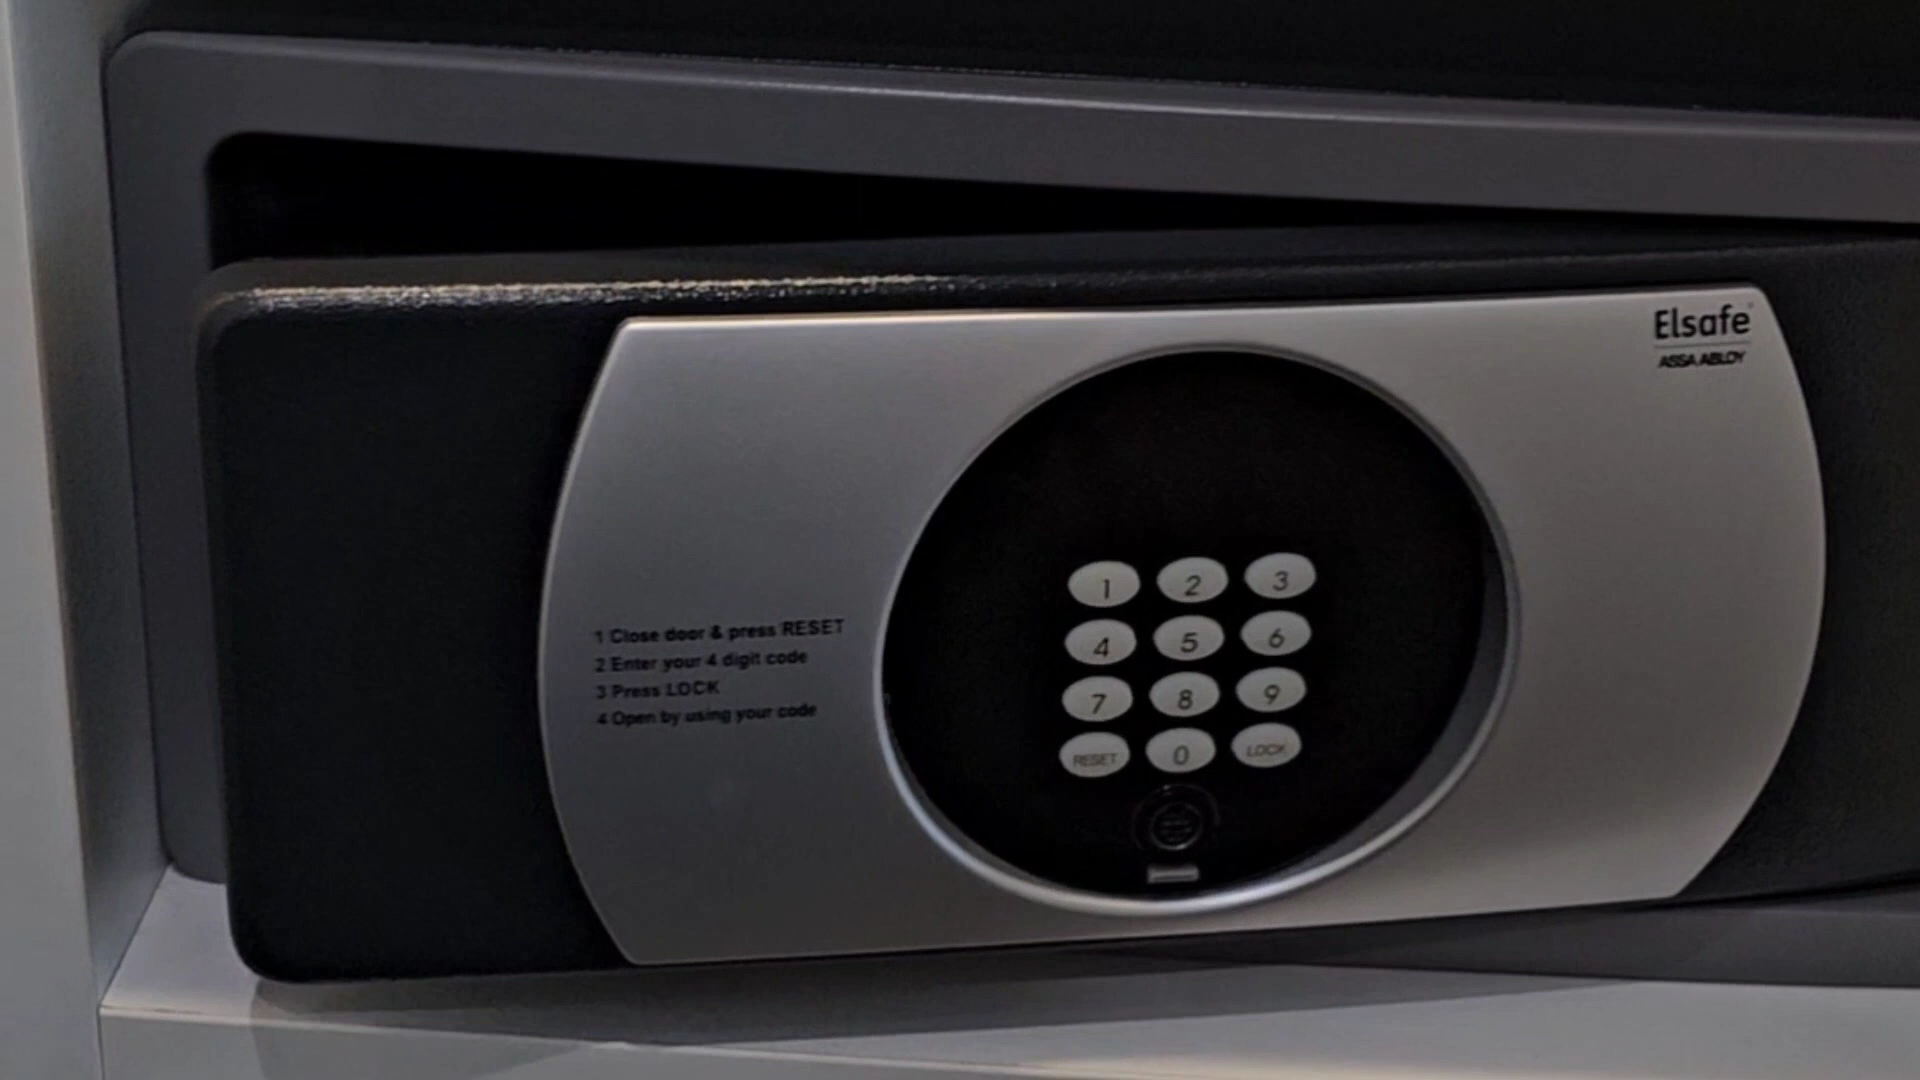 Elsafe
ASSA ABLOY
1 Close door & press RESET
2 Enter your 4 digit code
3 Press LOCK
4 Open by using your code
1 2 3
4 5 6
7 8 9
RESET 0 LOCK